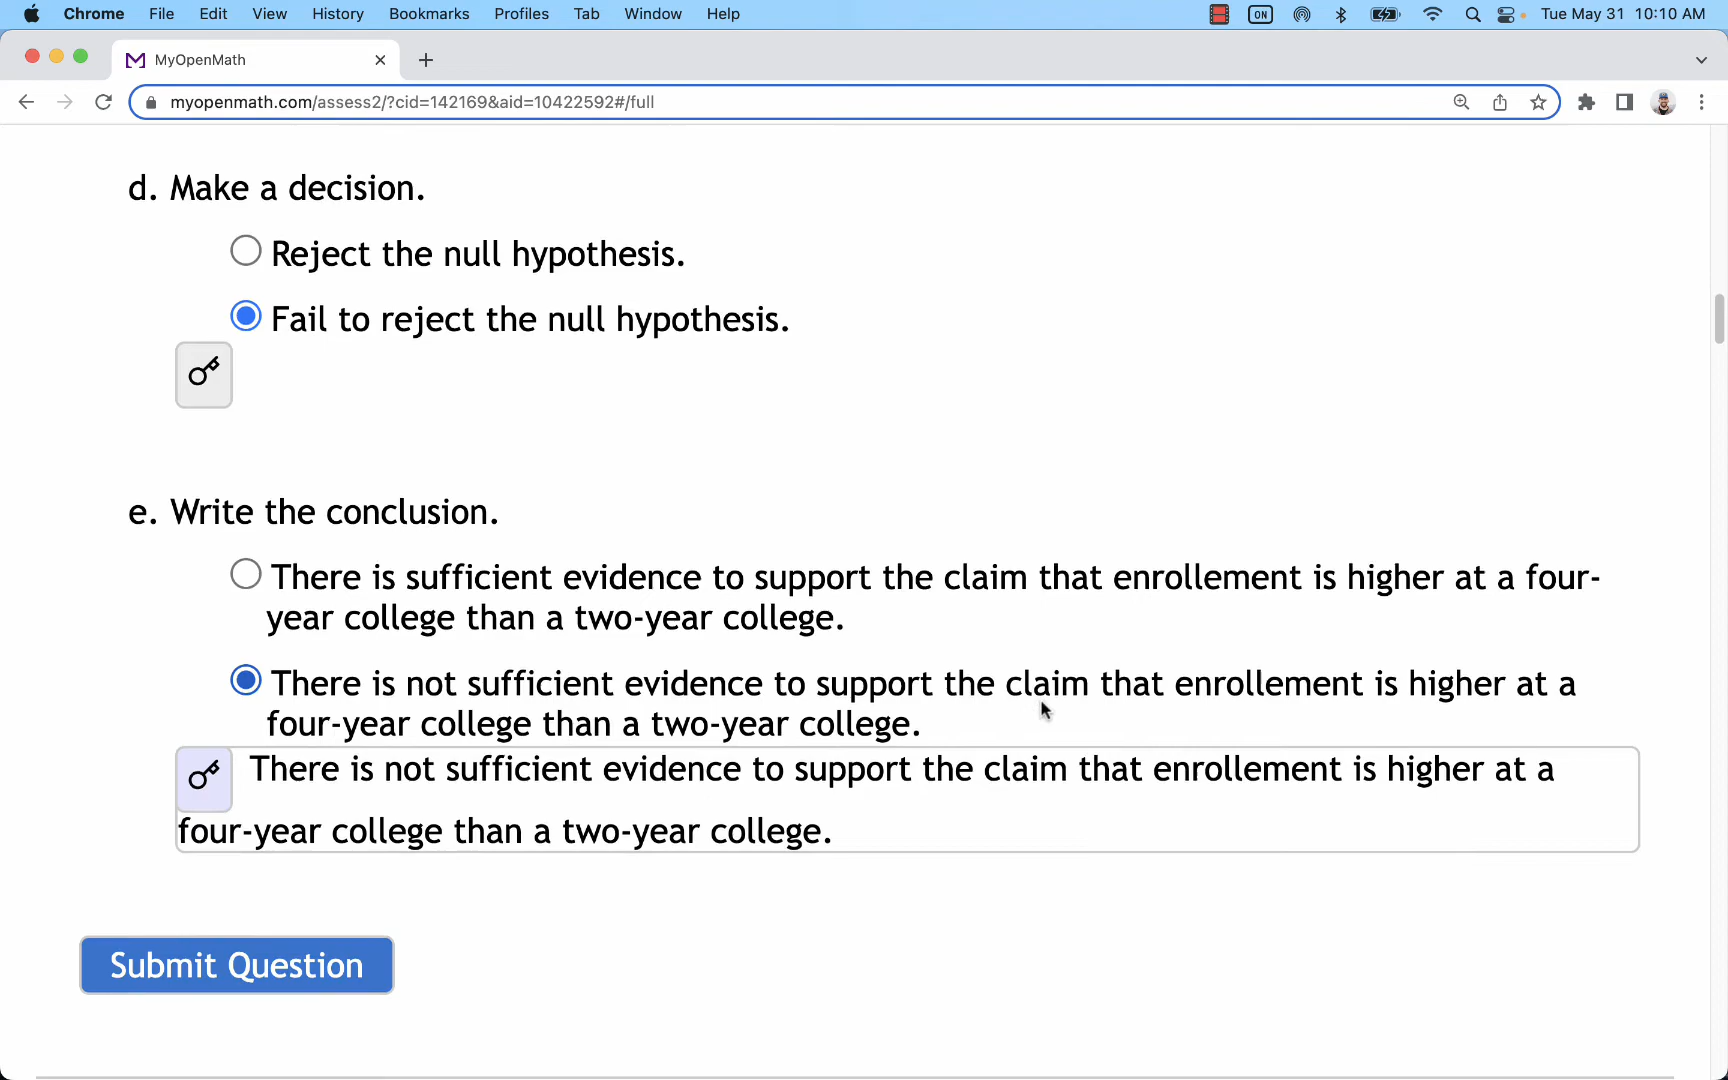 Chrome File Edit View History Bookmarks Profiles Tab Window Help ON Tue May 31 10:10 AM
MyOpenMath
myopenmath.com/assess2/?cid=142169&aid=10422592#/full
d. Make a decision.
Reject the null hypothesis.
Fail to reject the null hypothesis.
e. Write the conclusion.
There is sufficient evidence to support the claim that enrollement is higher at a four-
year college than a two-year college.
There is not sufficient evidence to support the claim that enrollement is higher at a
four-year college than a two-year college.
There is not sufficient evidence to support the claim that enrollement is higher at a
four-year college than a two-year college.
Submit Question